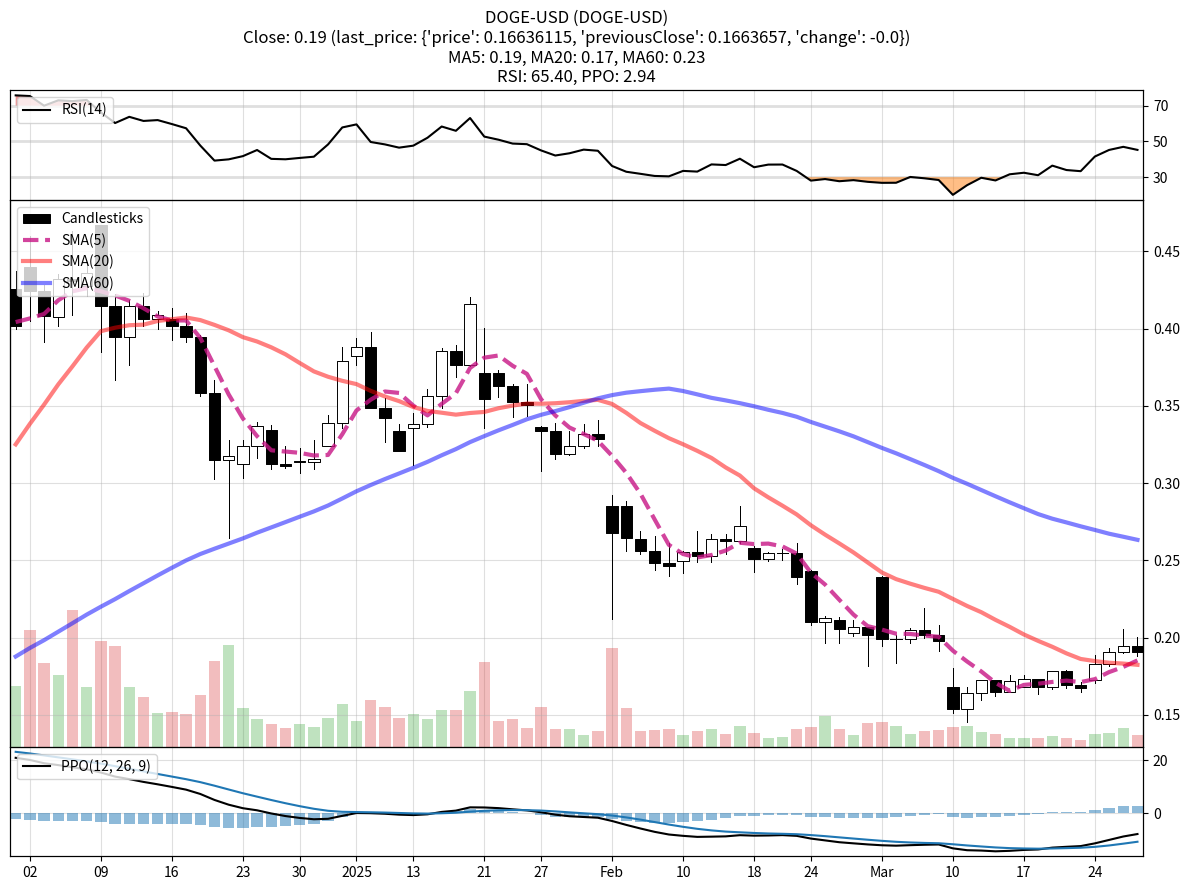 DOGE-USD (DOGE-USD)
Close: 0.19 (last_price: {'price': 0.16636115, 'previousClose': 0.1663657, 'change': -0.0})
MA5: 0.19, MA20: 0.17, MA60: 0.23
RSI: 65.40, PPO: 2.94
RSI(14)
70
50
30
Candlesticks
SMA(5)
SMA(20)
SMA(60)
0.45
0.40
0.35
0.30
0.25
0.20
0.15
PPO(12, 26, 9)
20
0
02 09 16 23 30 2025 13 21 27 Feb 10 18 24 Mar 10 17 24